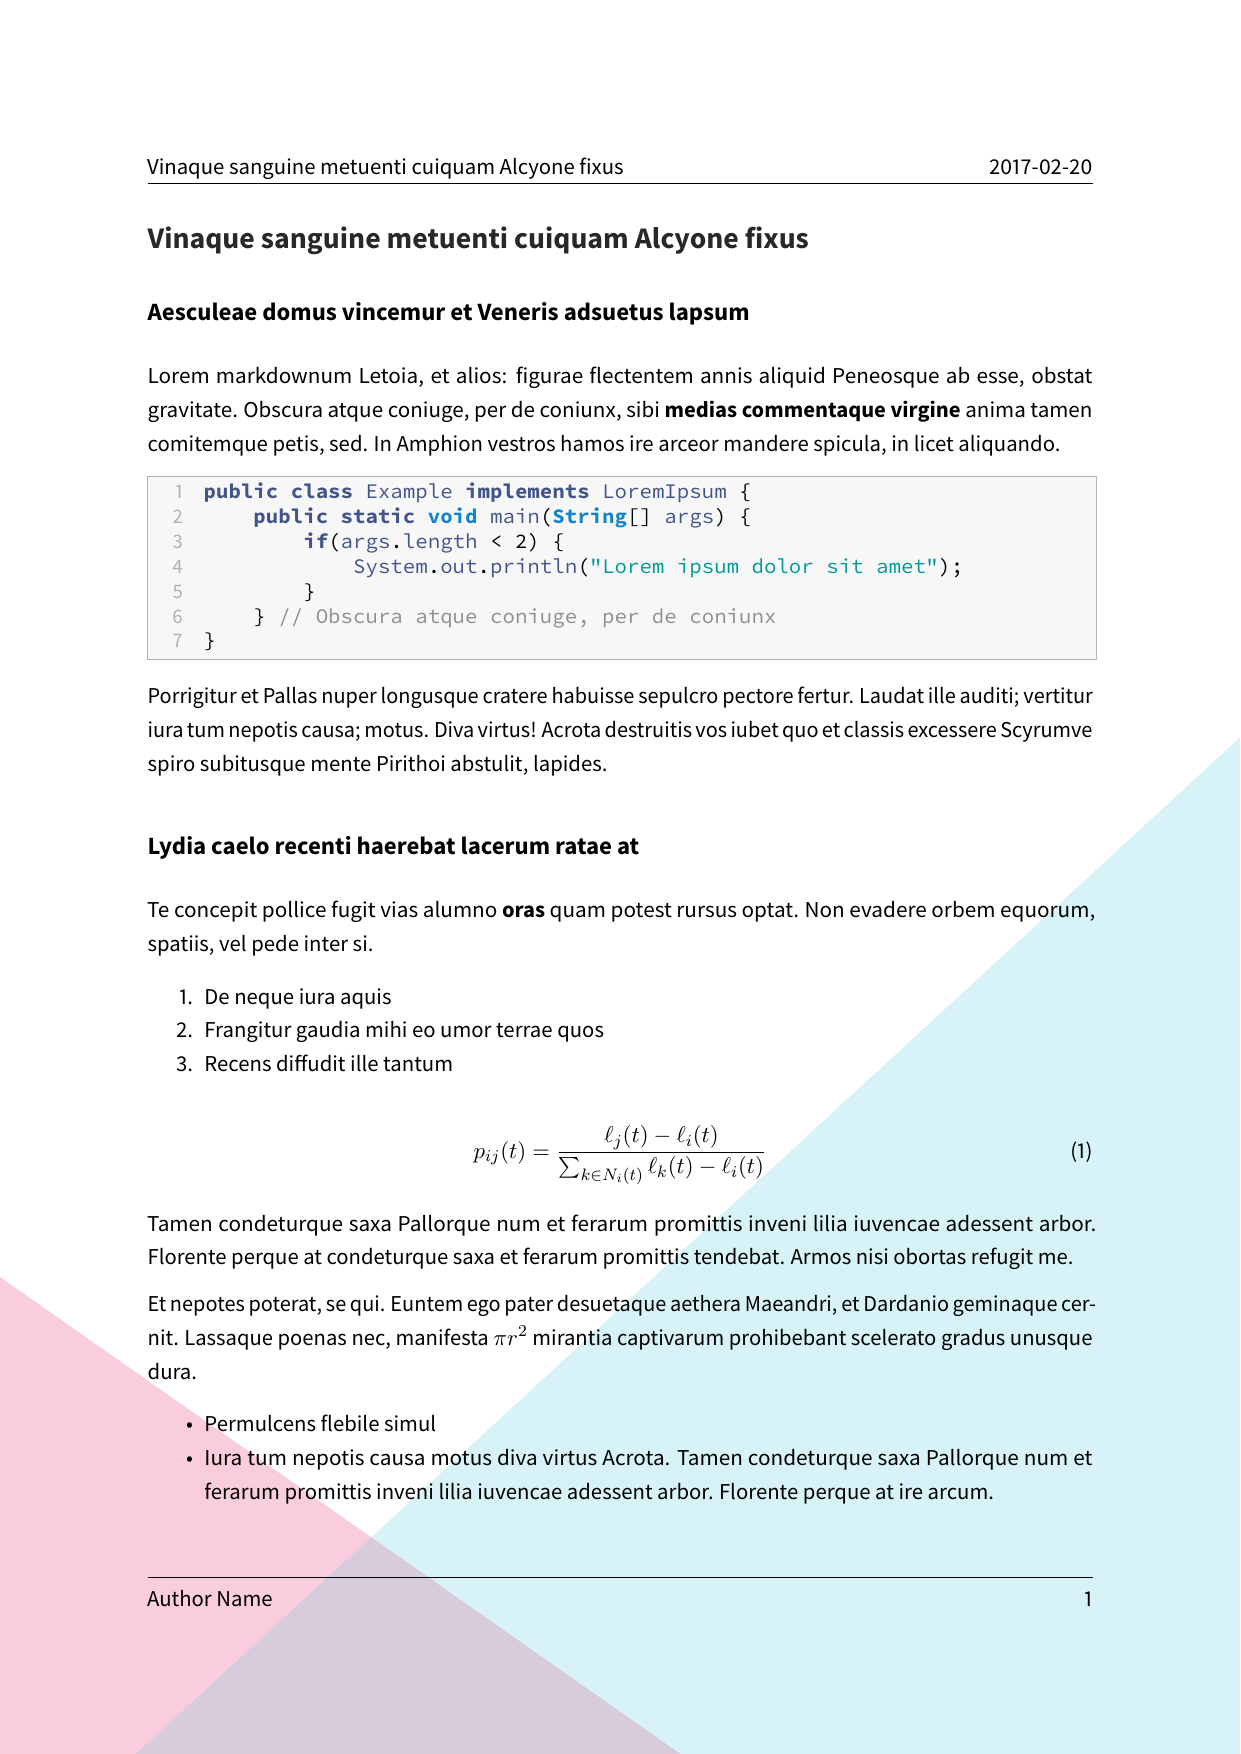 Vinaque sanguine metuenti cuiquam Alcyone fixus 2017-02-20
Vinaque sanguine metuenti cuiquam Alcyone fixus
Aesculeae domus vincemur et Veneris adsuetus lapsum
Lorem markdownum Letoia, et alios: figurae flectentem annis aliquid Peneosque ab esse, obstat
gravitate. Obscura atque coniuge, per de coniunx, sibi medias commentaque virgine anima tamen
comitemque petis, sed. In Amphion vestros hamos ire arceor mandere spicula, in licet aliquando.
1 public class Example implements LoremIpsum {
2     public static void main(String[] args) {
3         if(args.length < 2) {
4             System.out.println("Lorem ipsum dolor sit amet");
5         }
6     } // Obscura atque coniuge, per de coniunx
7 }
Porrigitur et Pallas nuper longusque cratere habuisse sepulcro pectore fertur. Laudat ille auditi; vertitur
iura tum nepotis causa; motus. Diva virtus! Acrota destruitis vos iubet quo et classis excessere Scyrumve
spiro subitusque mente Pirithoi abstulit, lapides.
Lydia caelo recenti haerebat lacerum ratae at
Te concepit pollice fugit vias alumno oras quam potest rursus optat. Non evadere orbem equorum,
spatiis, vel pede inter si.
1. De neque iura aquis
2. Frangitur gaudia mihi eo umor terrae quos
3. Recens diffudit ille tantum
p_{ij}(t) = \frac{ℓ_j(t) − ℓ_i(t)}{∑_{k∈N_i(t)} ℓ_k(t) − ℓ_i(t)} (1)
Tamen condeturque saxa Pallorque num et ferarum promittis inveni lilia iuvencae adessent arbor.
Florente perque at condeturque saxa et ferarum promittis tendebat. Armos nisi obortas refugit me.
Et nepotes poterat, se qui. Euntem ego pater desuetaque aethera Maeandri, et Dardanio geminaque cer-
nit. Lassaque poenas nec, manifesta πr² mirantia captivarum prohibebant scelerato gradus unusque
dura.
• Permulcens flebile simul
• Iura tum nepotis causa motus diva virtus Acrota. Tamen condeturque saxa Pallorque num et
ferarum promittis inveni lilia iuvencae adessent arbor. Florente perque at ire arcum.
Author Name 1